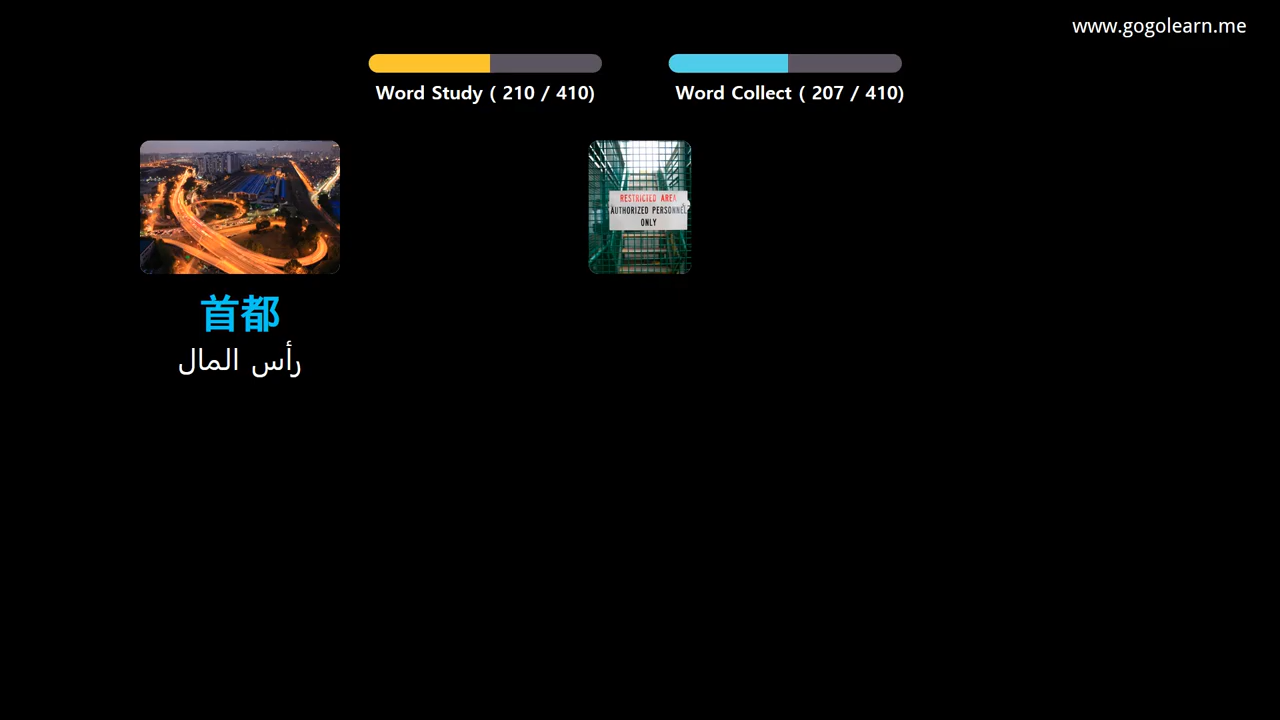 www.gogolearn.me
Word Study ( 210 / 410)
Word Collect ( 207 / 410)
RESTRICTED AREA
AUTHORIZED PERSONNEL
ONLY
首都
رأس المال